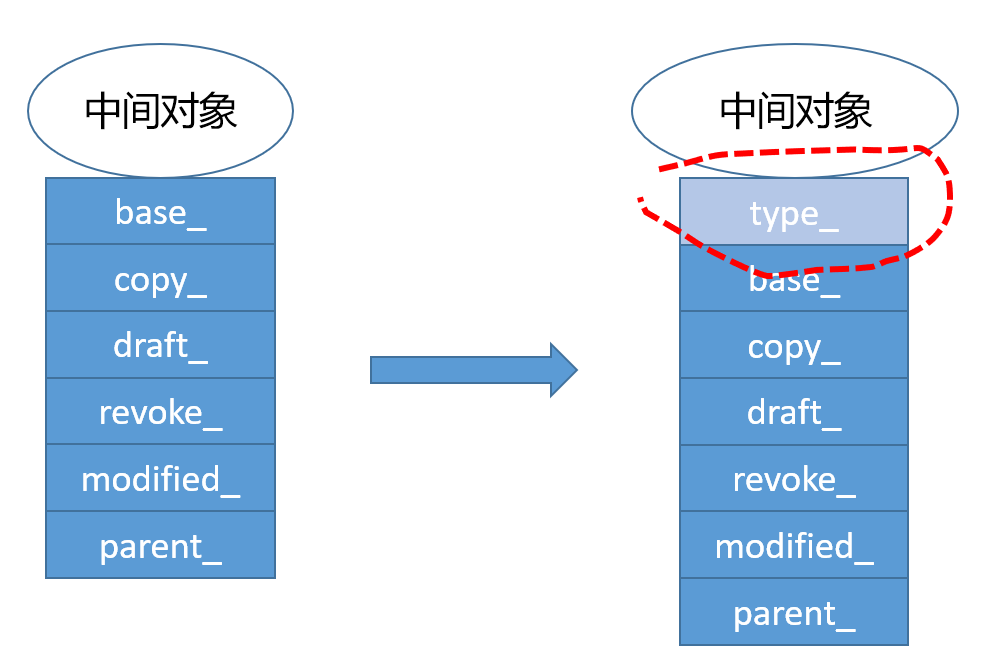 中间对象
base_
copy_
draft_
revoke_
modified_
parent_
中间对象
type_
base_
copy_
draft_
revoke_
modified_
parent_